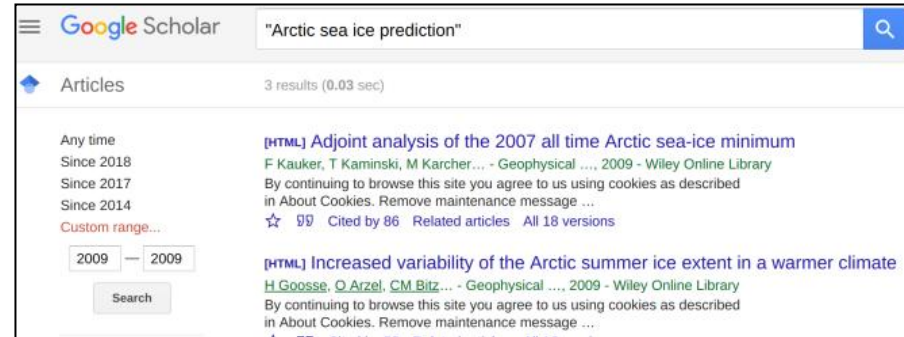 Google Scholar
"Arctic sea ice prediction"
Articles
3 results (0.03 sec)
Any time
Since 2018
Since 2017
Since 2014
Custom range...
2009 — 2009
Search
[HTML] Adjoint analysis of the 2007 all time Arctic sea-ice minimum
F Kauker, T Kaminski, M Karcher… - Geophysical …, 2009 - Wiley Online Library
By continuing to browse this site you agree to us using cookies as described
in About Cookies. Remove maintenance message …
Cited by 86 Related articles All 18 versions
[HTML] Increased variability of the Arctic summer ice extent in a warmer climate
H Goosse, O Arzel, CM Bitz… - Geophysical …, 2009 - Wiley Online Library
By continuing to browse this site you agree to us using cookies as described
in About Cookies. Remove maintenance message …